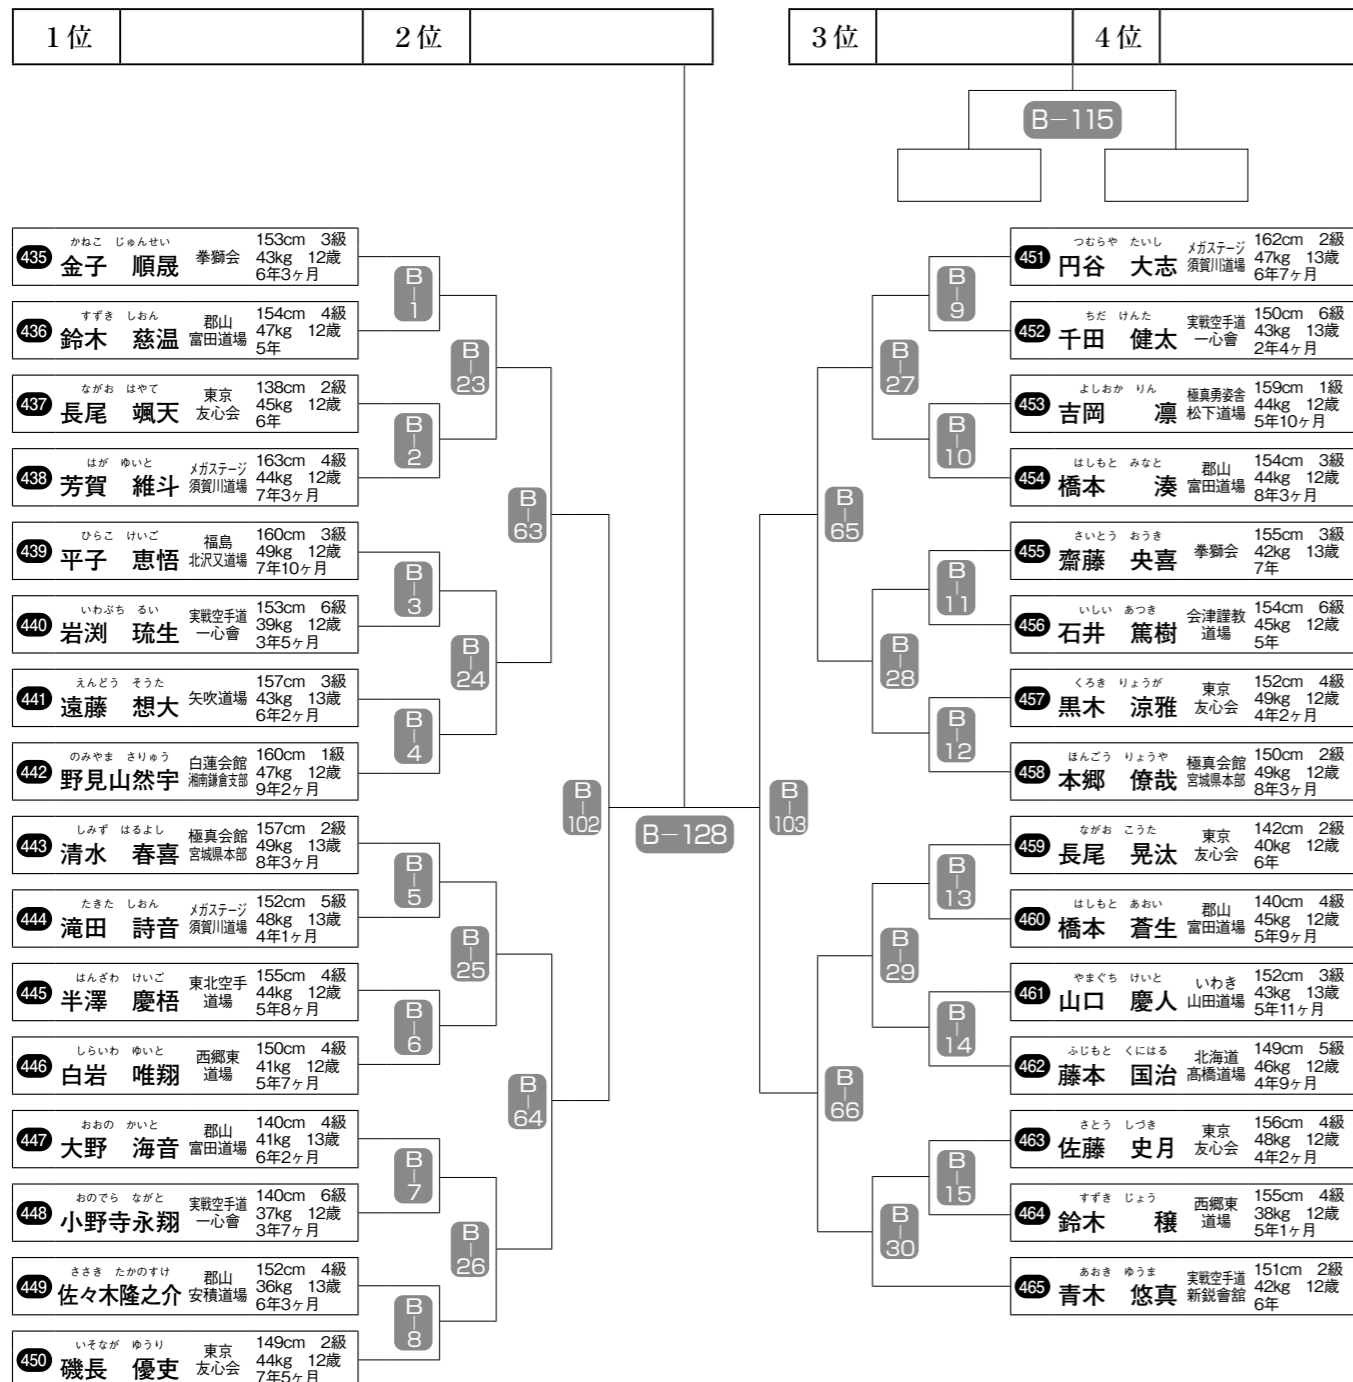 1位
2位
3位
4位
B－115
かねこ じゅんせい
435 金子 順晟 拳獅会
153cm 3級
43kg 12歳
6年3ヶ月
すずき しおん
436 鈴木 慈温 郡山 富田道場
154cm 4級
47kg 12歳
5年
ながお はやて
437 長尾 颯天 東京 友心会
138cm 2級
45kg 12歳
6年
はが ゆいと
438 芳賀 維斗 メガステージ 須賀川道場
163cm 4級
44kg 12歳
7年3ヶ月
ひらこ けいご
439 平子 恵悟 福島 北沢又道場
160cm 3級
49kg 12歳
7年10ヶ月
いわぶち るい
440 岩渕 琉生 実戦空手道 一心會
153cm 6級
39kg 12歳
3年5ヶ月
えんどう そうた
441 遠藤 想大 矢吹道場
157cm 3級
43kg 13歳
6年2ヶ月
のみやま さりゅう
442 野見山然宇 白蓮会館 湘南鎌倉支部
160cm 1級
47kg 12歳
9年2ヶ月
しみず はるよし
443 清水 春喜 極真会館 宮城県本部
157cm 2級
49kg 13歳
8年3ヶ月
たきた しおん
444 滝田 詩音 メガステージ 須賀川道場
152cm 5級
48kg 13歳
4年1ヶ月
はんざわ けいご
445 半澤 慶梧 東北空手 道場
155cm 4級
44kg 12歳
5年8ヶ月
しらいわ ゆいと
446 白岩 唯翔 西郷東 道場
150cm 4級
41kg 12歳
5年7ヶ月
おおの かいと
447 大野 海音 郡山 富田道場
140cm 4級
41kg 13歳
6年2ヶ月
おのでら ながと
448 小野寺永翔 実戦空手道 一心會
140cm 6級
37kg 12歳
3年7ヶ月
ささき たかのすけ
449 佐々木隆之介 郡山 安積道場
152cm 4級
36kg 13歳
6年3ヶ月
いそなが ゆうり
450 磯長 優吏 東京 友心会
149cm 2級
44kg 12歳
7年5ヶ月
B－1
B－2
B－3
B－4
B－5
B－6
B－7
B－8
B－23
B－24
B－25
B－26
B－63
B－64
B－102
B－128
B－103
B－65
B－66
B－27
B－28
B－29
B－30
B－9
B－10
B－11
B－12
B－13
B－14
B－15
つむらや たいし
451 円谷 大志 メガステージ 須賀川道場
162cm 2級
47kg 13歳
6年7ヶ月
ちだ けんた
452 千田 健太 実戦空手道 一心會
150cm 6級
43kg 13歳
2年4ヶ月
よしおか りん
453 吉岡 凛 極真勇姿舎 松下道場
159cm 1級
44kg 12歳
5年10ヶ月
はしもと みなと
454 橋本 湊 郡山 富田道場
154cm 3級
44kg 12歳
8年3ヶ月
さいとう おうき
455 齋藤 央喜 拳獅会
155cm 3級
42kg 13歳
7年
いしい あつき
456 石井 篤樹 会津謹教 道場
154cm 6級
45kg 12歳
5年
くろき りょうが
457 黒木 涼雅 東京 友心会
152cm 4級
49kg 12歳
4年2ヶ月
ほんごう りょうや
458 本郷 僚哉 極真会館 宮城県本部
150cm 2級
49kg 12歳
8年3ヶ月
ながお こうた
459 長尾 晃汰 東京 友心会
142cm 2級
40kg 12歳
6年
はしもと あおい
460 橋本 蒼生 郡山 富田道場
140cm 4級
45kg 12歳
5年9ヶ月
やまぐち けいと
461 山口 慶人 いわき 山田道場
152cm 3級
43kg 13歳
5年11ヶ月
ふじもと くにはる
462 藤本 国治 北海道 髙橋道場
149cm 5級
46kg 12歳
4年9ヶ月
さとう しづき
463 佐藤 史月 東京 友心会
156cm 4級
48kg 12歳
4年2ヶ月
すずき じょう
464 鈴木 穣 西郷東 道場
155cm 4級
38kg 12歳
5年1ヶ月
あおき ゆうま
465 青木 悠真 実戦空手道 新鋭會舘
151cm 2級
42kg 12歳
6年